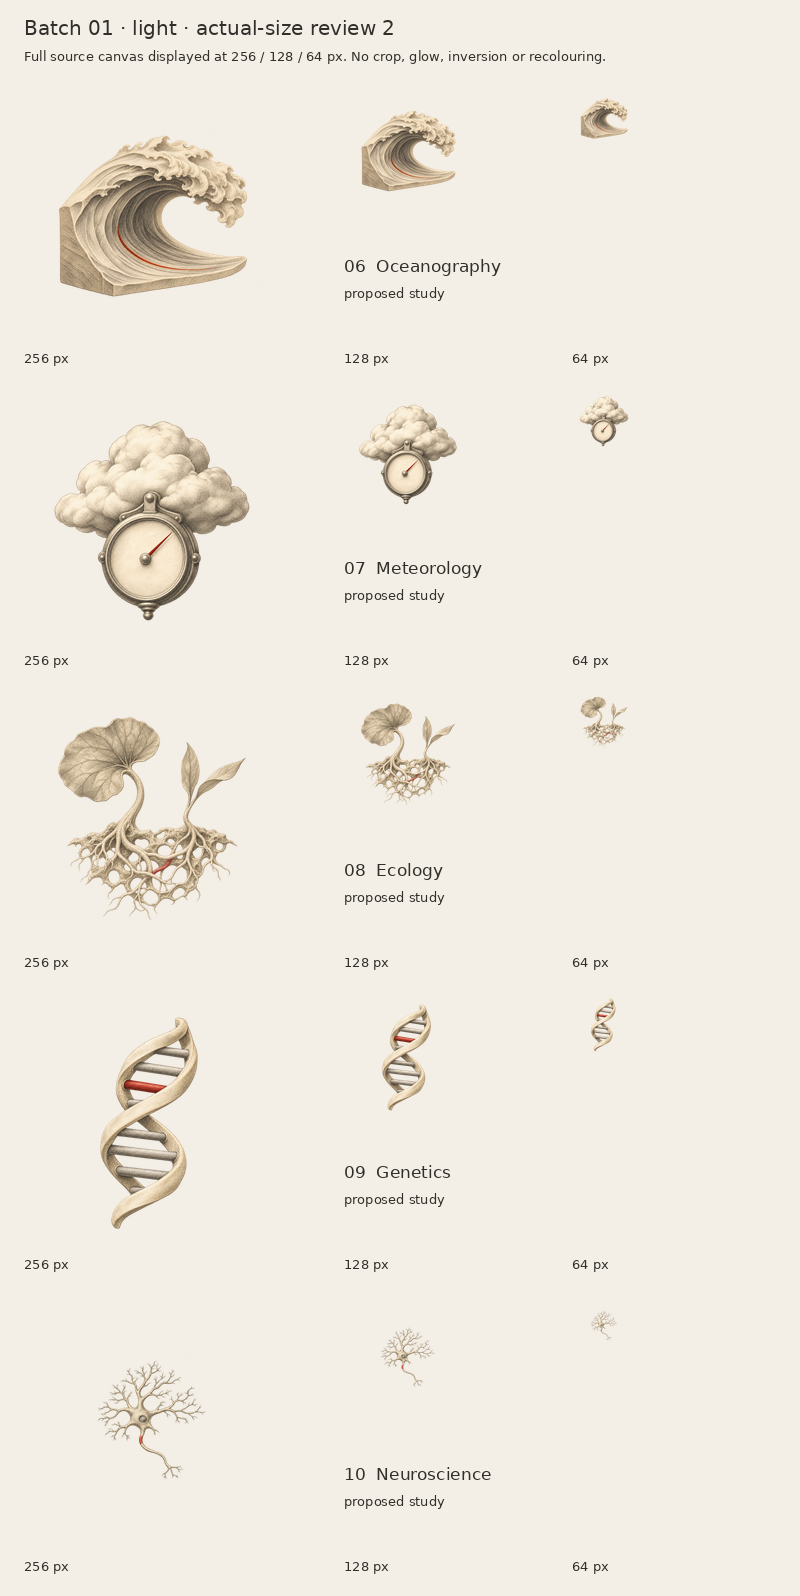 Batch 01 · light · actual-size review 2
Full source canvas displayed at 256 / 128 / 64 px. No crop, glow, inversion or recolouring.
06 Oceanography
proposed study
256 px
128 px
64 px
07 Meteorology
proposed study
256 px
128 px
64 px
08 Ecology
proposed study
256 px
128 px
64 px
09 Genetics
proposed study
256 px
128 px
64 px
10 Neuroscience
proposed study
256 px
128 px
64 px